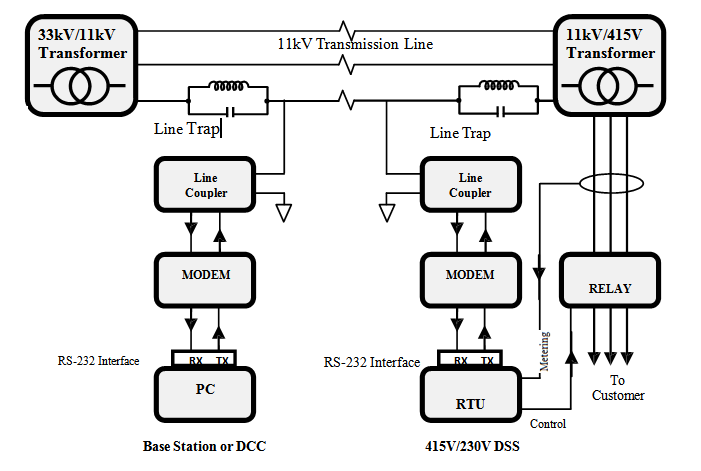 33kV/11kV
Transformer
11kV Transmission Line
11kV/415V
Transformer
Line Trap
Line Trap
Line
Coupler
Line
Coupler
MODEM
MODEM
RELAY
RS-232 Interface
RX TX
RS-232 Interface
RX TX
Metering
PC
RTU
To
Customer
Control
Base Station or DCC
415V/230V DSS